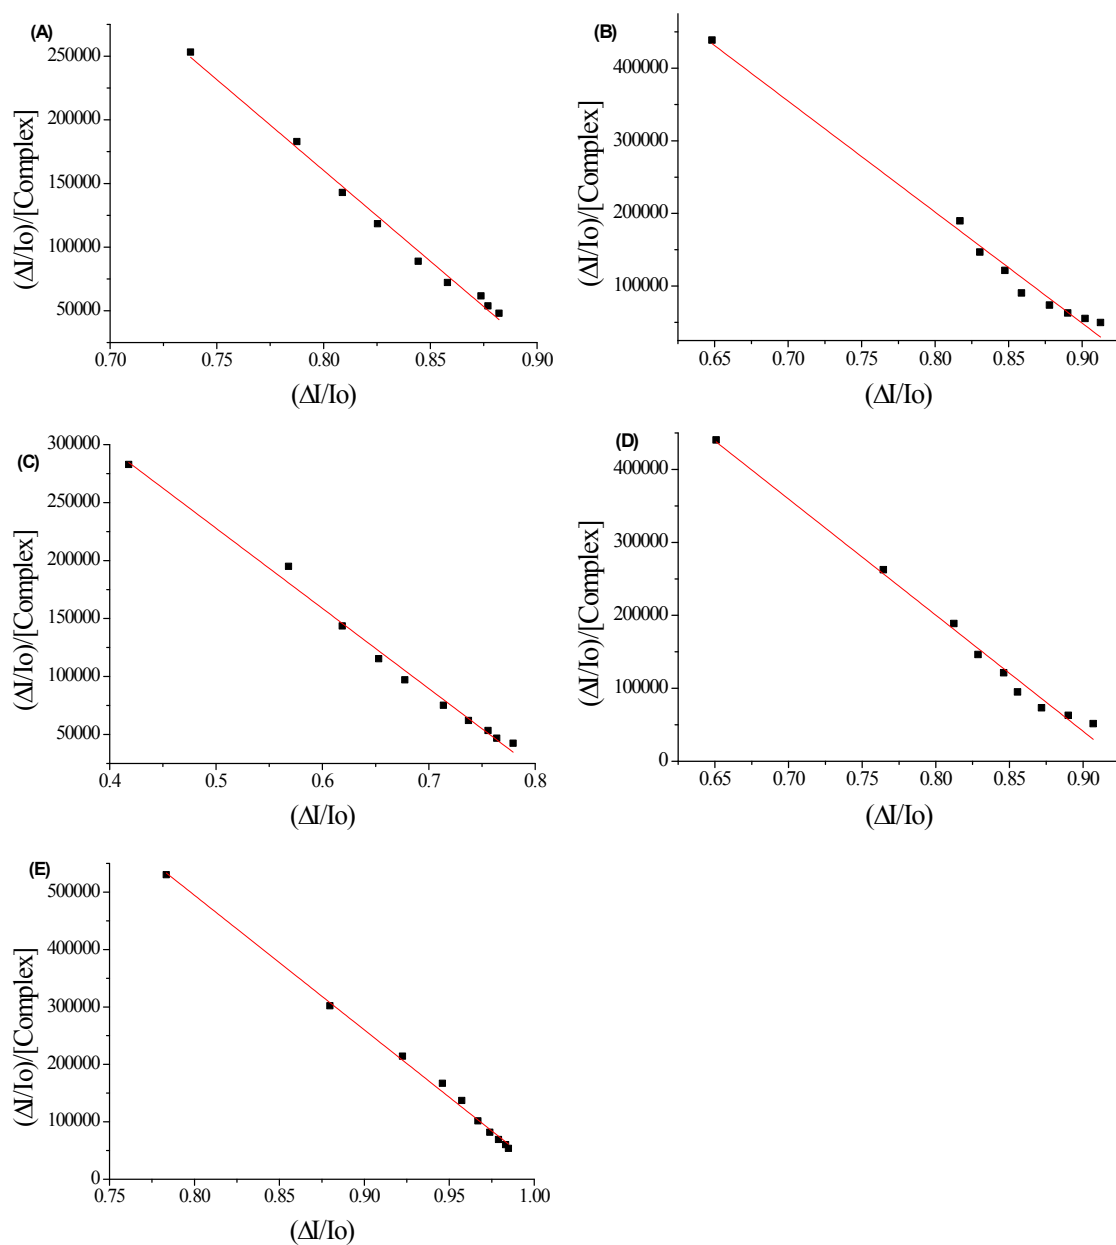 (A)
(ΔI/Io)/[Complex]
250000
200000
150000
100000
50000
0.70 0.75 0.80 0.85 0.90
(ΔI/Io)
(B)
(ΔI/Io)/[Complex]
400000
300000
200000
100000
0.65 0.70 0.75 0.80 0.85 0.90
(ΔI/Io)
(C)
(ΔI/Io)/[Complex]
300000
250000
200000
150000
100000
50000
0.4 0.5 0.6 0.7 0.8
(ΔI/Io)
(D)
(ΔI/Io)/[Complex]
400000
300000
200000
100000
0
0.65 0.70 0.75 0.80 0.85 0.90
(ΔI/Io)
(E)
(ΔI/Io)/[Complex]
500000
400000
300000
200000
100000
0
0.75 0.80 0.85 0.90 0.95 1.00
(ΔI/Io)